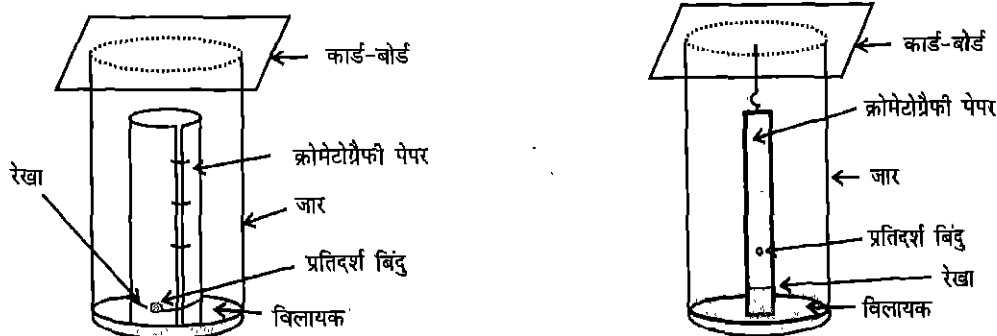 कार्ड-बोर्ड
क्रोमेटोग्रैफी पेपर
रेखा
जार
प्रतिदर्श बिंदु
विलायक
कार्ड-बोर्ड
क्रोमेटोग्रैफी पेपर
जार
प्रतिदर्श बिंदु
रेखा
विलायक